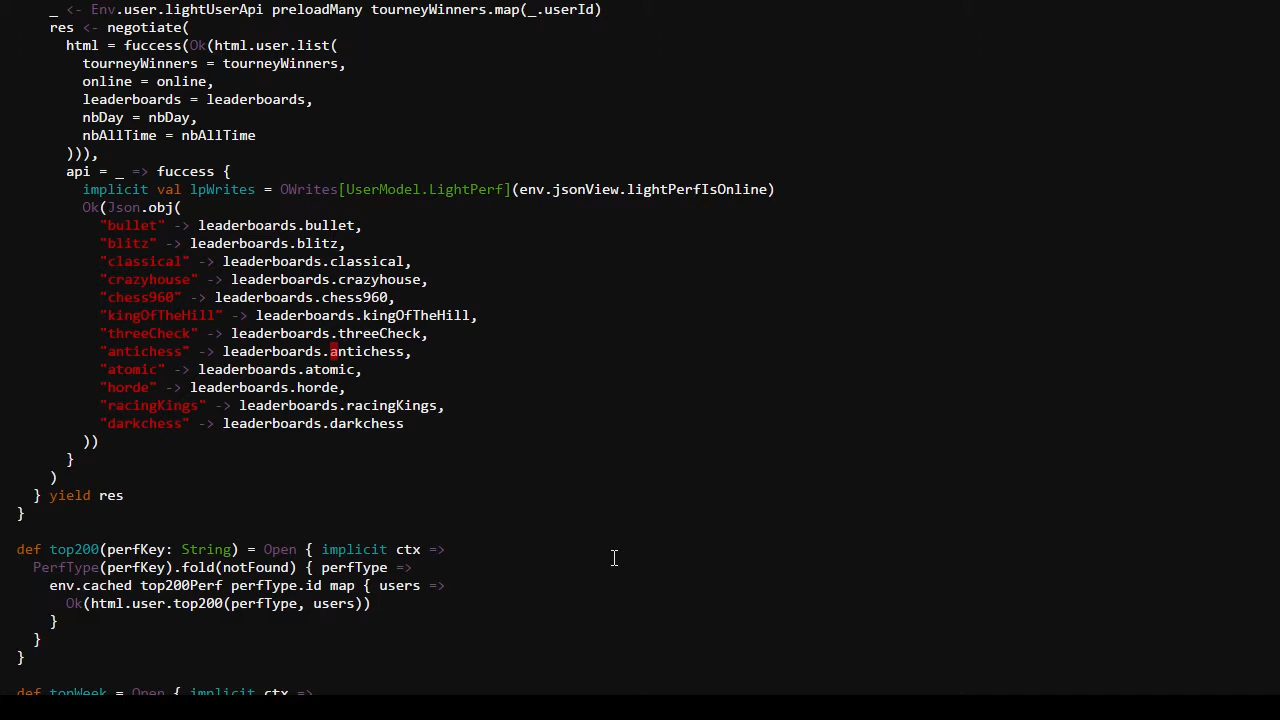 _ <- Env.user.lightUserApi preloadMany tourneyWinners.map(_.userId)
res <- negotiate(
html = fuccess(Ok(html.user.list(
tourneyWinners = tourneyWinners,
online = online,
leaderboards = leaderboards,
nbDay = nbDay,
nbAllTime = nbAllTime
))),
api = _ => fuccess {
implicit val lpWrites = OWrites[UserModel.LightPerf](env.jsonView.lightPerfIsOnline)
Ok(Json.obj(
"bullet" -> leaderboards.bullet,
"blitz" -> leaderboards.blitz,
"classical" -> leaderboards.classical,
"crazyhouse" -> leaderboards.crazyhouse,
"chess960" -> leaderboards.chess960,
"kingOfTheHill" -> leaderboards.kingOfTheHill,
"threeCheck" -> leaderboards.threeCheck,
"antichess" -> leaderboards.antichess,
"atomic" -> leaderboards.atomic,
"horde" -> leaderboards.horde,
"racingKings" -> leaderboards.racingKings,
"darkchess" -> leaderboards.darkchess
))
}
)
} yield res
}
def top200(perfKey: String) = Open { implicit ctx =>
PerfType(perfKey).fold(notFound) { perfType =>
env.cached top200Perf perfType.id map { users =>
Ok(html.user.top200(perfType, users))
}
}
}
def topWeek = Open { implicit ctx =>